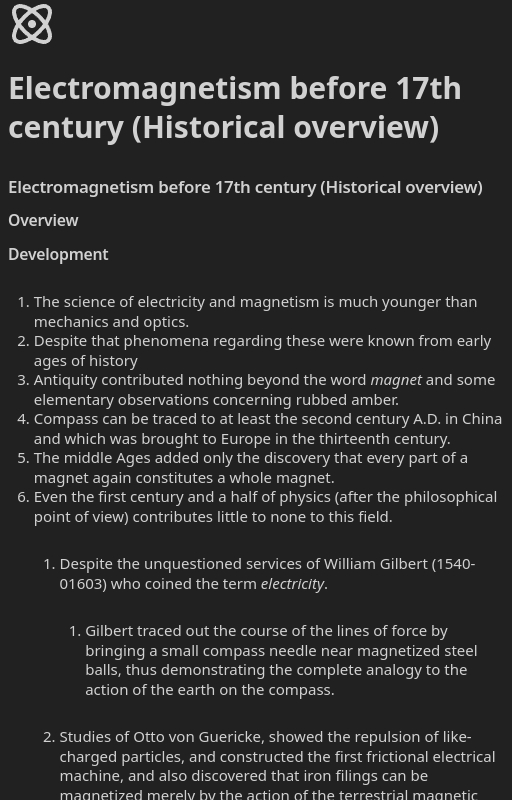 Electromagnetism before 17th
century (Historical overview)
Electromagnetism before 17th century (Historical overview)
Overview
Development
1. The science of electricity and magnetism is much younger than
mechanics and optics.
2. Despite that phenomena regarding these were known from early
ages of history
3. Antiquity contributed nothing beyond the word magnet and some
elementary observations concerning rubbed amber.
4. Compass can be traced to at least the second century A.D. in China
and which was brought to Europe in the thirteenth century.
5. The middle Ages added only the discovery that every part of a
magnet again constitutes a whole magnet.
6. Even the first century and a half of physics (after the philosophical
point of view) contributes little to none to this field.
1. Despite the unquestioned services of William Gilbert (1540-
01603) who coined the term electricity.
1. Gilbert traced out the course of the lines of force by
bringing a small compass needle near magnetized steel
balls, thus demonstrating the complete analogy to the
action of the earth on the compass.
2. Studies of Otto von Guericke, showed the repulsion of like-
charged particles, and constructed the first frictional electrical
machine, and also discovered that iron filings can be
magnetized merely by the action of the terrestrial magnetic